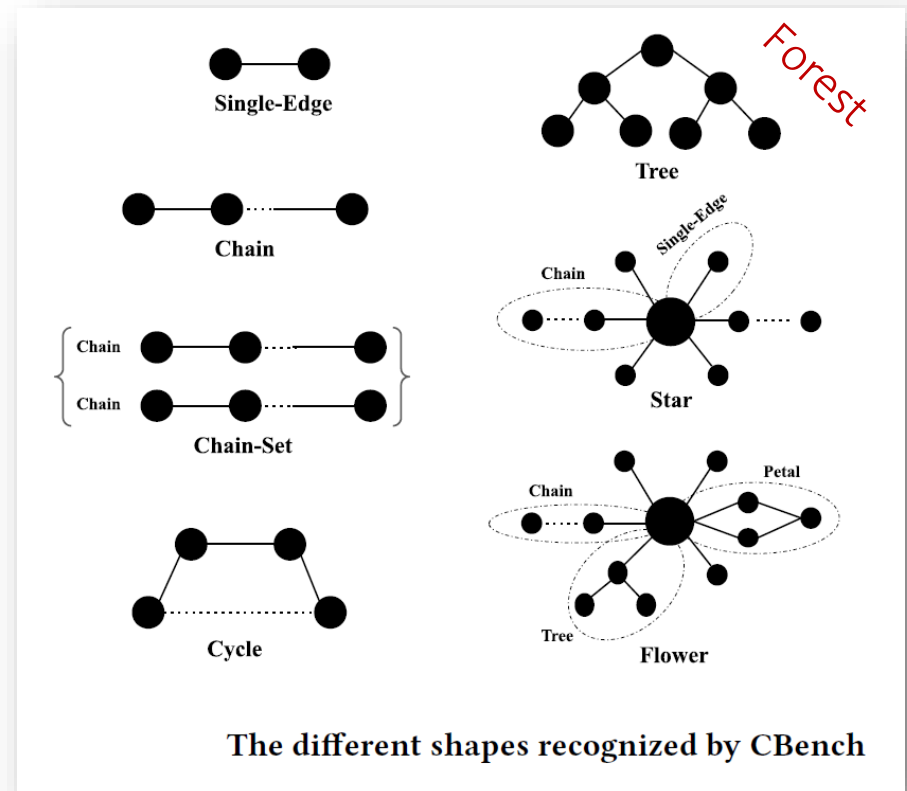 Single-Edge
Chain
Chain
Chain
Chain-Set
Cycle
Forest
Tree
Single-Edge
Chain
Star
Petal
Chain
Tree
Flower
The different shapes recognized by CBench